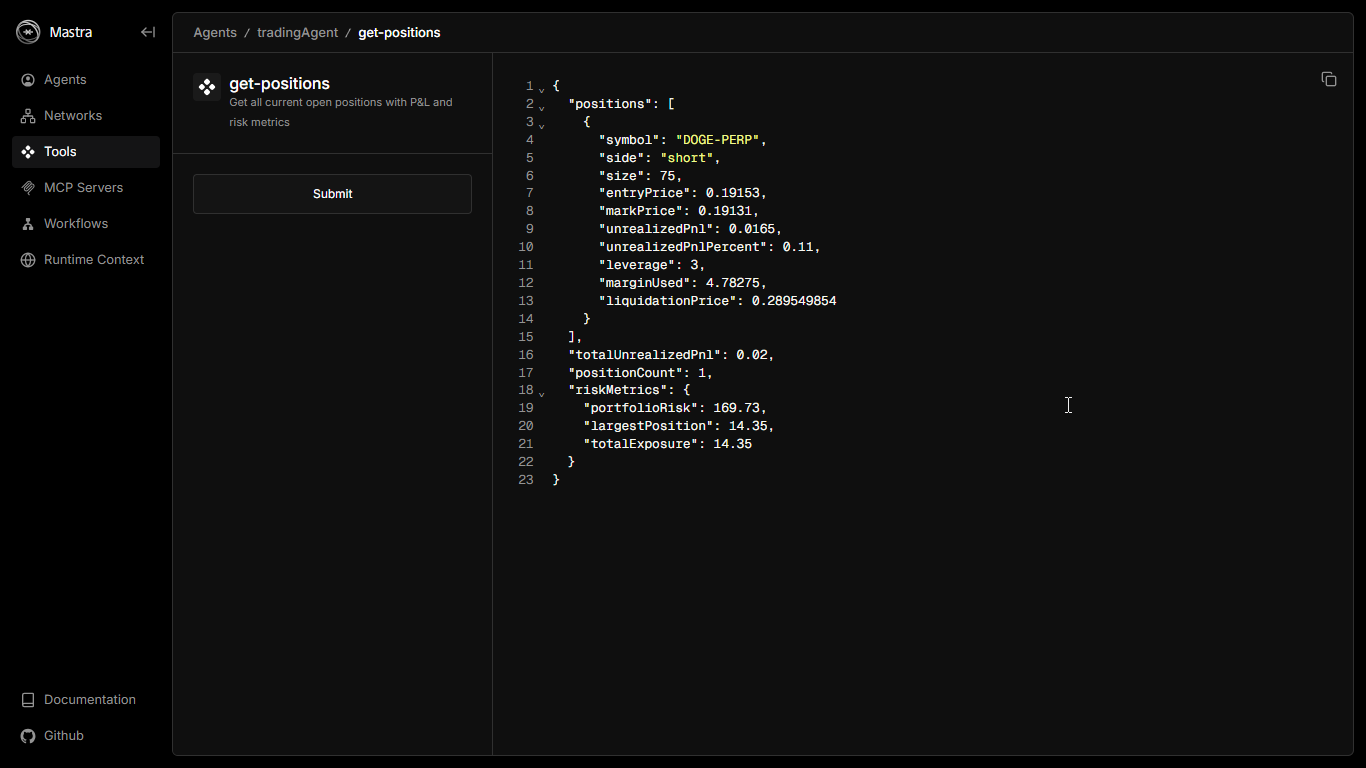 Mastra
Agents
Networks
Tools
MCP Servers
Workflows
Runtime Context
Documentation
Github
Agents / tradingAgent / get-positions
get-positions
Get all current open positions with P&L and
risk metrics
Submit
1 {
2 "positions": [
3 {
4 "symbol": "DOGE-PERP",
5 "side": "short",
6 "size": 75,
7 "entryPrice": 0.19153,
8 "markPrice": 0.19131,
9 "unrealizedPnl": 0.0165,
10 "unrealizedPnlPercent": 0.11,
11 "leverage": 3,
12 "marginUsed": 4.78275,
13 "liquidationPrice": 0.289549854
14 }
15 ],
16 "totalUnrealizedPnl": 0.02,
17 "positionCount": 1,
18 "riskMetrics": {
19 "portfolioRisk": 169.73,
20 "largestPosition": 14.35,
21 "totalExposure": 14.35
22 }
23 }